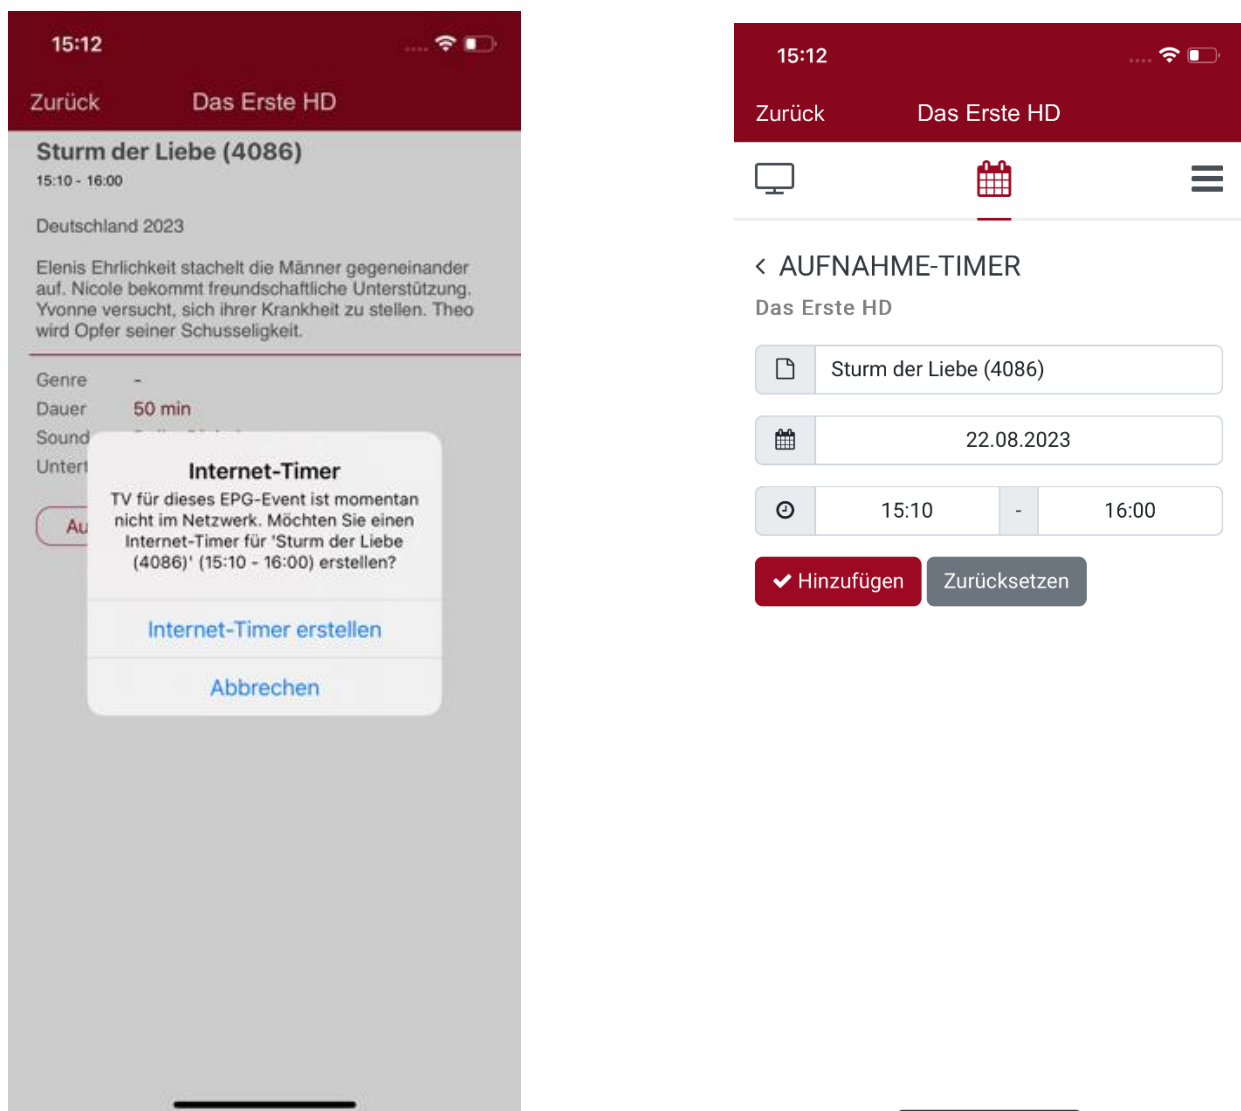 15:12
Zurück Das Erste HD
Sturm der Liebe (4086)
15:10 - 16:00
Deutschland 2023
Elenis Ehrlichkeit stachelt die Männer gegeneinander
auf. Nicole bekommt freundschaftliche Unterstützung.
Yvonne versucht, sich ihrer Krankheit zu stellen. Theo
wird Opfer seiner Schusseligkeit.
Genre -
Dauer 50 min
Sound
Untert
Au
Internet-Timer
TV für dieses EPG-Event ist momentan
nicht im Netzwerk. Möchten Sie einen
Internet-Timer für 'Sturm der Liebe
(4086)' (15:10 - 16:00) erstellen?
Internet-Timer erstellen
Abbrechen
15:12
Zurück Das Erste HD
< AUFNAHME-TIMER
Das Erste HD
Sturm der Liebe (4086)
22.08.2023
15:10 - 16:00
Hinzufügen Zurücksetzen